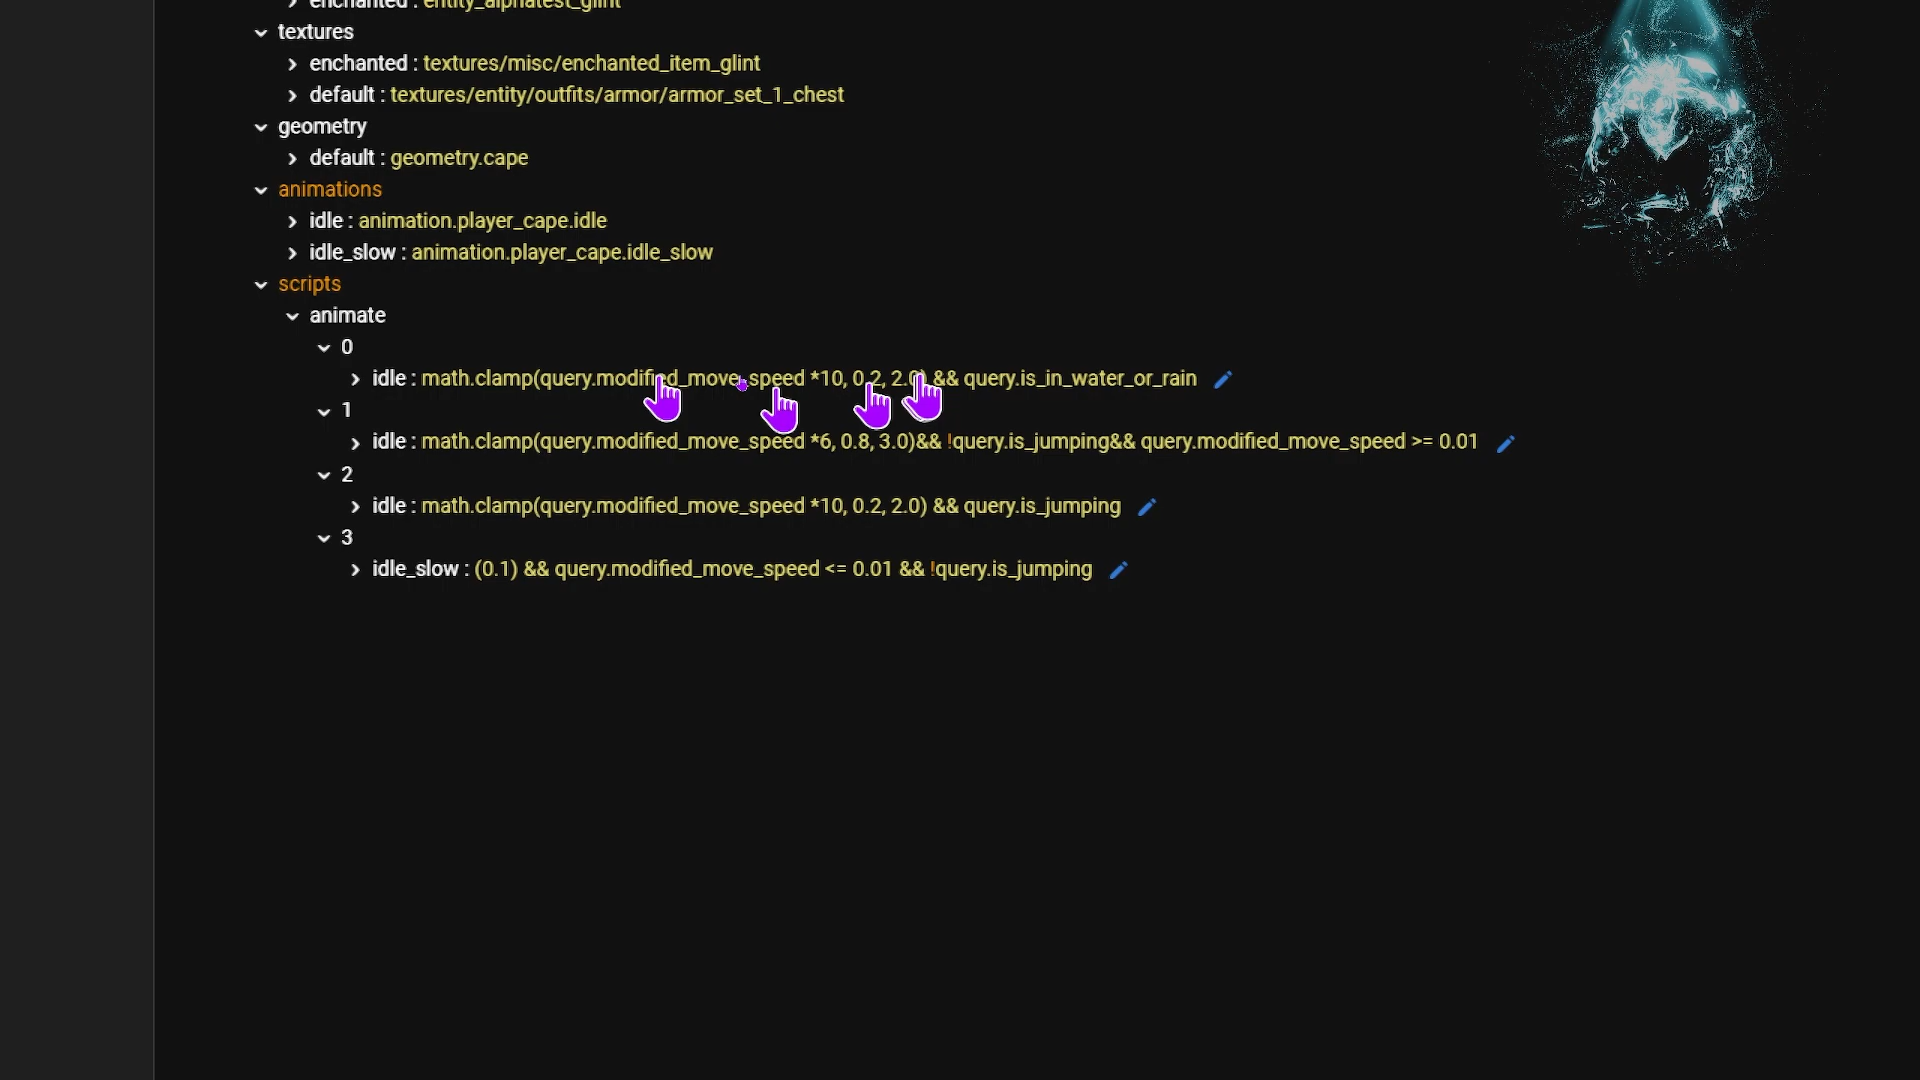 enchanted : entity_alphatest_glint
textures
enchanted : textures/misc/enchanted_item_glint
default : textures/entity/outfits/armor/armor_set_1_chest
geometry
default : geometry.cape
animations
idle : animation.player_cape.idle
idle_slow : animation.player_cape.idle_slow
scripts
animate
0
idle : math.clamp(query.modified_move_speed *10, 0.2, 2.0) && query.is_in_water_or_rain
1
idle : math.clamp(query.modified_move_speed *6, 0.8, 3.0)&& !query.is_jumping&& query.modified_move_speed >= 0.01
2
idle : math.clamp(query.modified_move_speed *10, 0.2, 2.0) && query.is_jumping
3
idle_slow : (0.1) && query.modified_move_speed <= 0.01 && !query.is_jumping